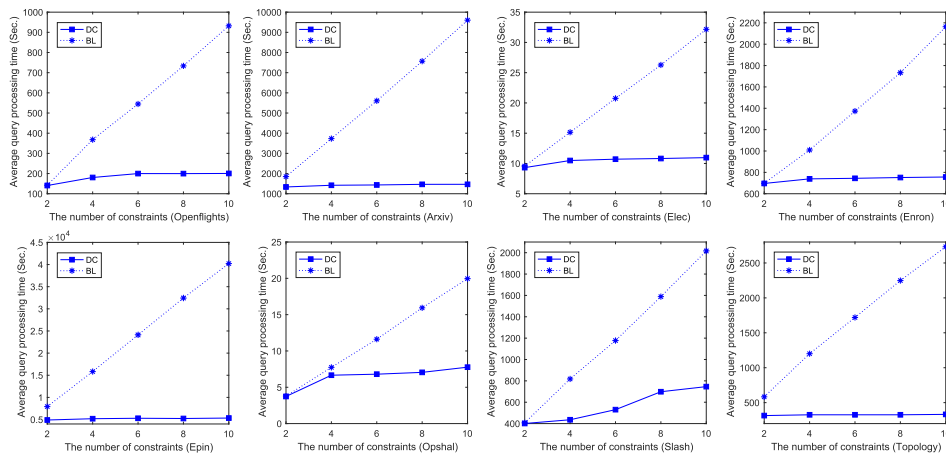 1000
900
800
700
600
500
400
300
200
100
Average query processing time (Sec.)
DC
BL
2 4 6 8 10
The number of constraints (Openflights)
10000
9000
8000
7000
6000
5000
4000
3000
2000
1000
Average query processing time (Sec.)
DC
BL
2 4 6 8 10
The number of constraints (Arxiv)
35
30
25
20
15
10
5
Average query processing time (Sec.)
DC
BL
2 4 6 8 10
The number of constraints (Elec)
2200
2000
1800
1600
1400
1200
1000
800
600
Average query processing time (Sec.)
DC
BL
2 4 6 8 10
The number of constraints (Enron)
× 10^4
4.5
4
3.5
3
2.5
2
1.5
1
0.5
Average query processing time (Sec.)
DC
BL
2 4 6 8 10
The number of constraints (Epin)
25
20
15
10
5
0
Average query processing time (Sec.)
DC
BL
2 4 6 8 10
The number of constraints (Opshal)
2000
1800
1600
1400
1200
1000
800
600
400
Average query processing time (Sec.)
DC
BL
2 4 6 8 10
The number of constraints (Slash)
2500
2000
1500
1000
500
Average query processing time (Sec.)
DC
BL
2 4 6 8 10
The number of constraints (Topology)